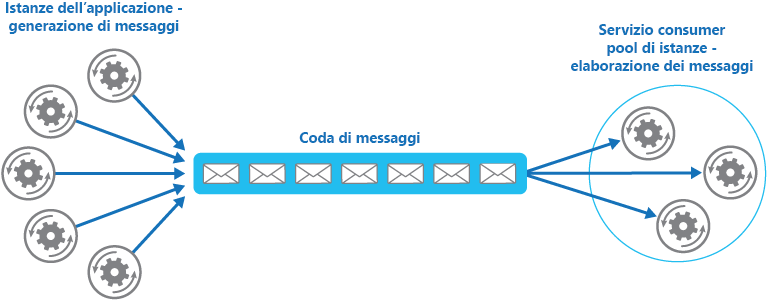 Istanze dell'applicazione -
generazione di messaggi
Coda di messaggi
Servizio consumer
pool di istanze -
elaborazione dei messaggi